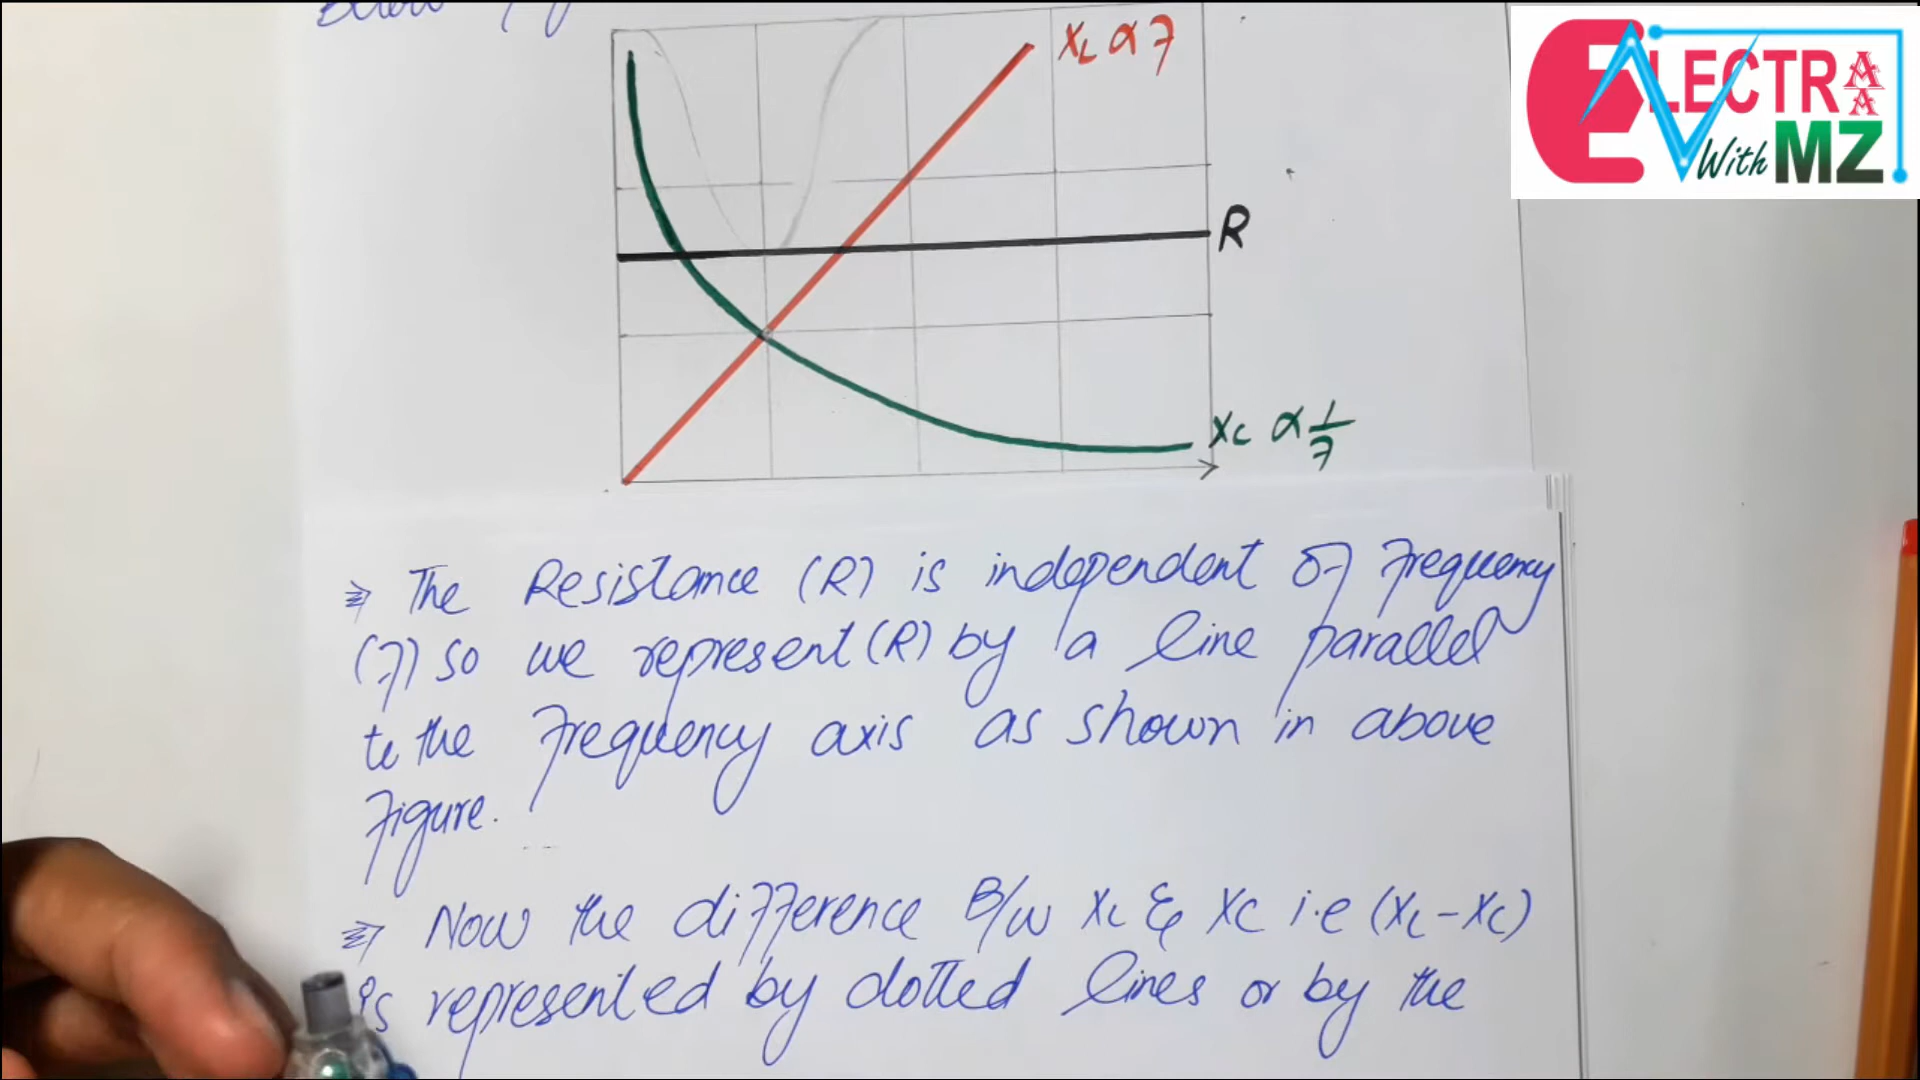 Below
XL α f
R
Xc α 1/f
⇒ The Resistance (R) is independent of frequency
(f) so we represent (R) by a line parallel
to the frequency axis as shown in above
figure.
⇒ Now the difference B/w XL & XC i.e (XL-XC)
is represented by dotted lines or by the
ELECTRAAA
With MZ